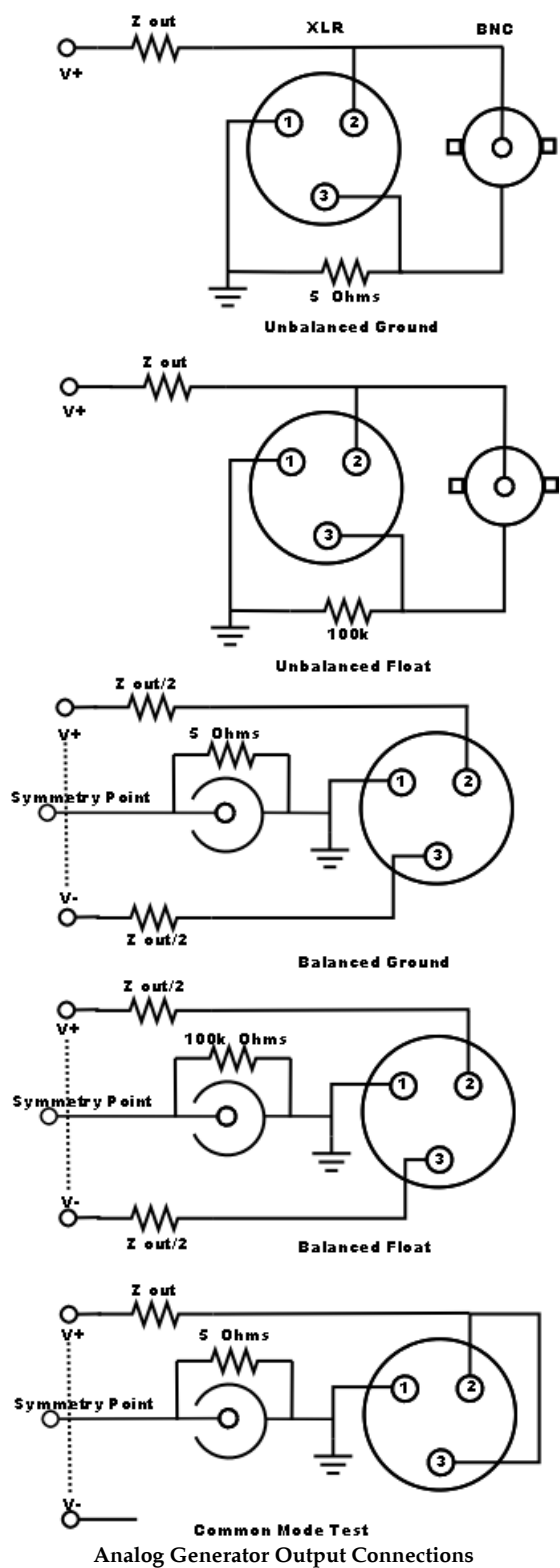 Z out XLR BNC
V+
1 2
3
5 Ohms
Unbalanced Ground
Z out
V+
1 2
3
100k
Unbalanced Float
Z out/2
V+ 5 Ohms
1 2
Symmetry Point
3
V-
Z out/2
Balanced Ground
Z out/2
V+ 100k Ohms
1 2
Symmetry Point
3
V-
Z out/2
Balanced Float
Z out
V+ 5 Ohms
1 2
Symmetry Point
3
V-
Common Mode Test
Analog Generator Output Connections